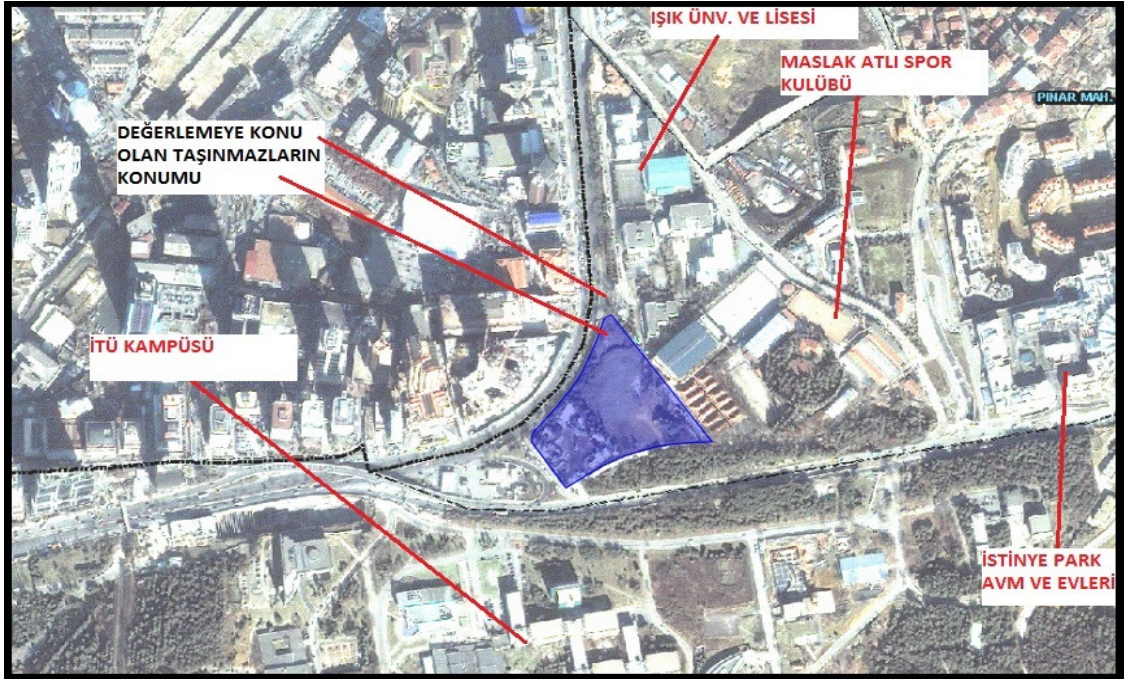 IŞIK ÜNV. VE LİSESİ
MASLAK ATLI SPOR
KULÜBÜ
PINAR MAH.
DEĞERLEMEYE KONU
OLAN TAŞINMAZLARIN
KONUMU
İTÜ KAMPÜSÜ
İSTİNYE PARK
AVM VE EVLERİ